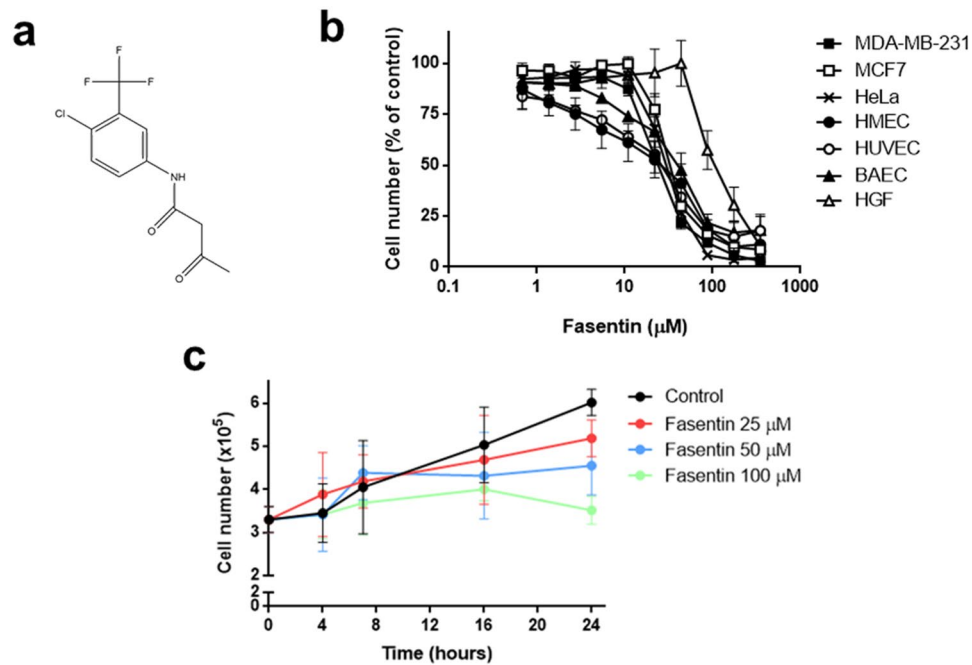 a
F
F
F
Cl
NH
O
O
b
Cell number (% of control)
100
75
50
25
0
0.1
1
10
100
1000
Fasentin (μM)
MDA-MB-231
MCF7
HeLa
HMEC
HUVEC
BAEC
HGF
c
Cell number (x10⁵)
6
5
4
3
2
2
0
0
4
8
12
16
20
24
Time (hours)
Control
Fasentin 25 μM
Fasentin 50 μM
Fasentin 100 μM